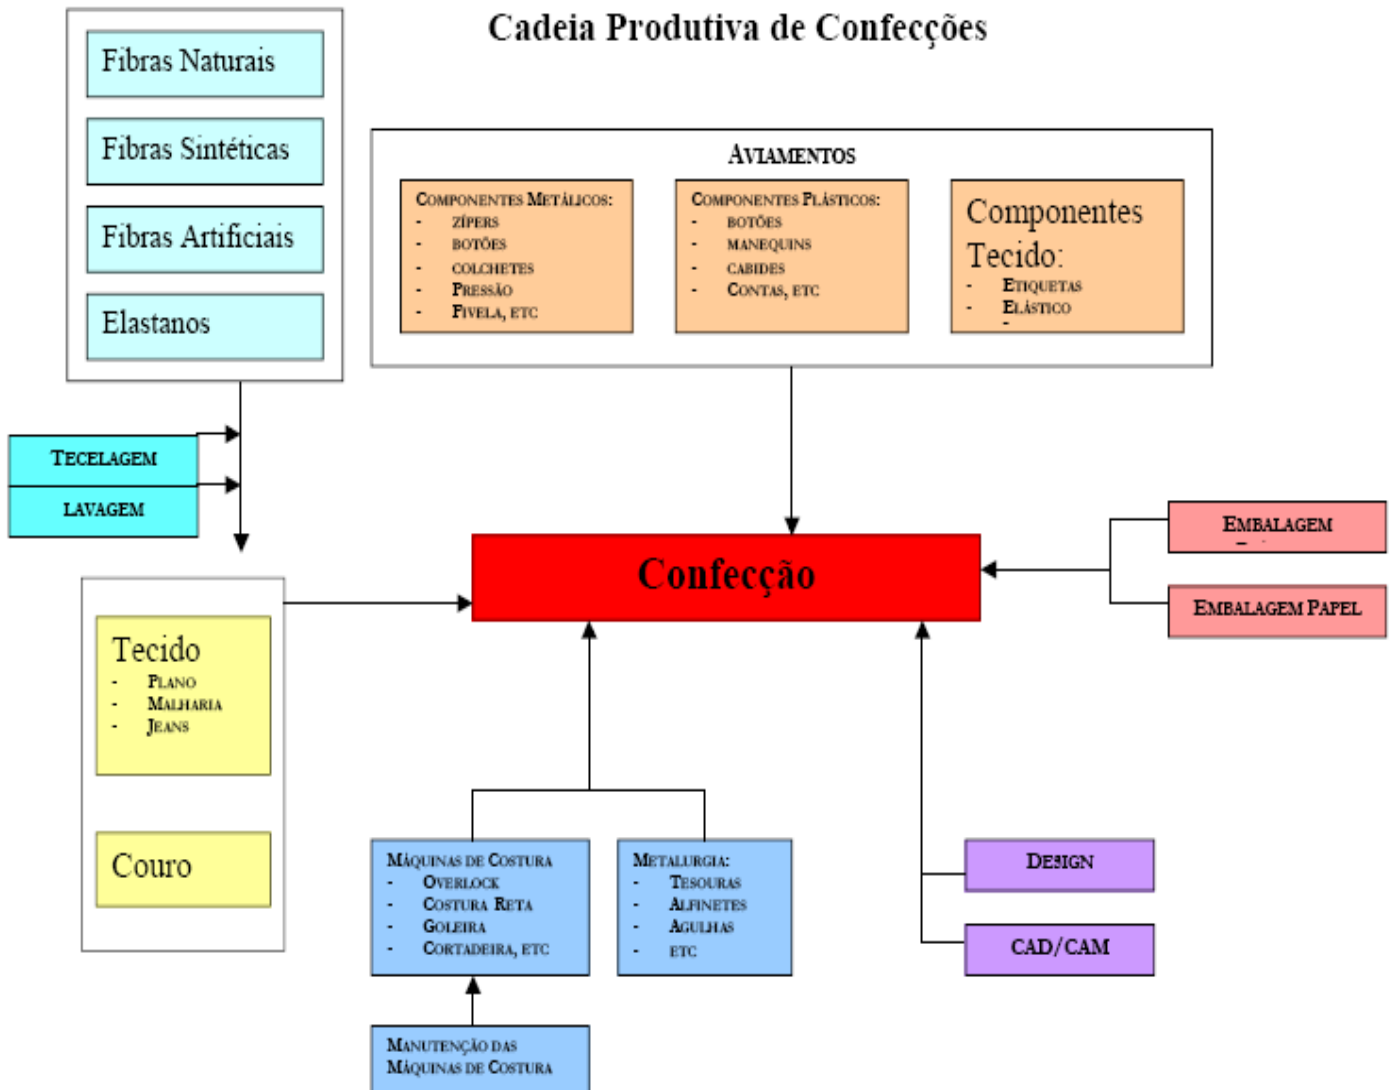 Cadeia Produtiva de Confecções
Fibras Naturais
Fibras Sintéticas
Fibras Artificiais
Elastanos
AVIAMENTOS
COMPONENTES METÁLICOS:
- ZÍPERS
- BOTÕES
- COLCHETES
- PRESSÃO
- FIVELA, ETC
COMPONENTES PLÁSTICOS:
- BOTÕES
- MANEQUINS
- CABIDES
- CONTAS, ETC
Componentes
Tecido:
- ETIQUETAS
- ELÁSTICO
-
TECELAGEM
LAVAGEM
Confecção
EMBALAGEM
EMBALAGEM PAPEL
Tecido
- PLANO
- MALHARIA
- JEANS
Couro
MÁQUINAS DE COSTURA
- OVERLOCK
- COSTURA RETA
- GOLEIRA
- CORTADEIRA, ETC
METALURGIA:
- TESOURAS
- ALFINETES
- AGULHAS
- ETC
DESIGN
CAD/CAM
MANUTENÇÃO DAS
MÁQUINAS DE COSTURA